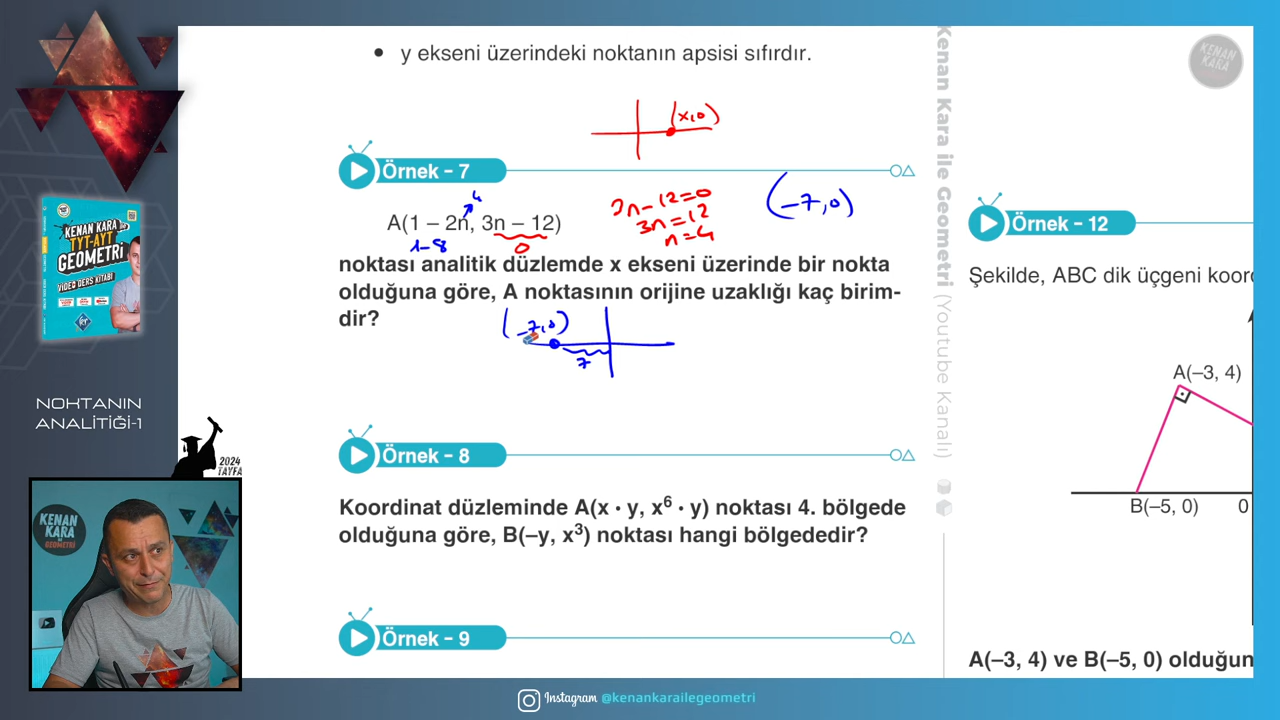 • y ekseni üzerindeki noktanın apsisi sıfırdır.
(x,0)
Örnek - 7
4
A(1 – 2n, 3n – 12)
1-8
0
3n-12=0
3n=12
n=4
(-7,0)
noktası analitik düzlemde x ekseni üzerinde bir nokta
olduğuna göre, A noktasının orijine uzaklığı kaç birim-
dir?
(-7,0)
7
Örnek - 8
Koordinat düzleminde A(x · y, x⁶ · y) noktası 4. bölgede
olduğuna göre, B(–y, x³) noktası hangi bölgededir?
Örnek - 9
Kenan Kara ile Geometri (Youtube Kanalı)
KENAN
KARA
Örnek - 12
Şekilde, ABC dik üçgeni koord
A(–3, 4)
B(–5, 0)
0
A(–3, 4) ve B(–5, 0) olduğun
KENAN KARA
TYT-AYT
GEOMETRİ
VİDEO DERS KİTABI
NOKTANIN
ANALİTİĞİ-1
2024
TAYFA
KENAN
KARA
GEOMETRİ
Instagram @kenankarailegeometri